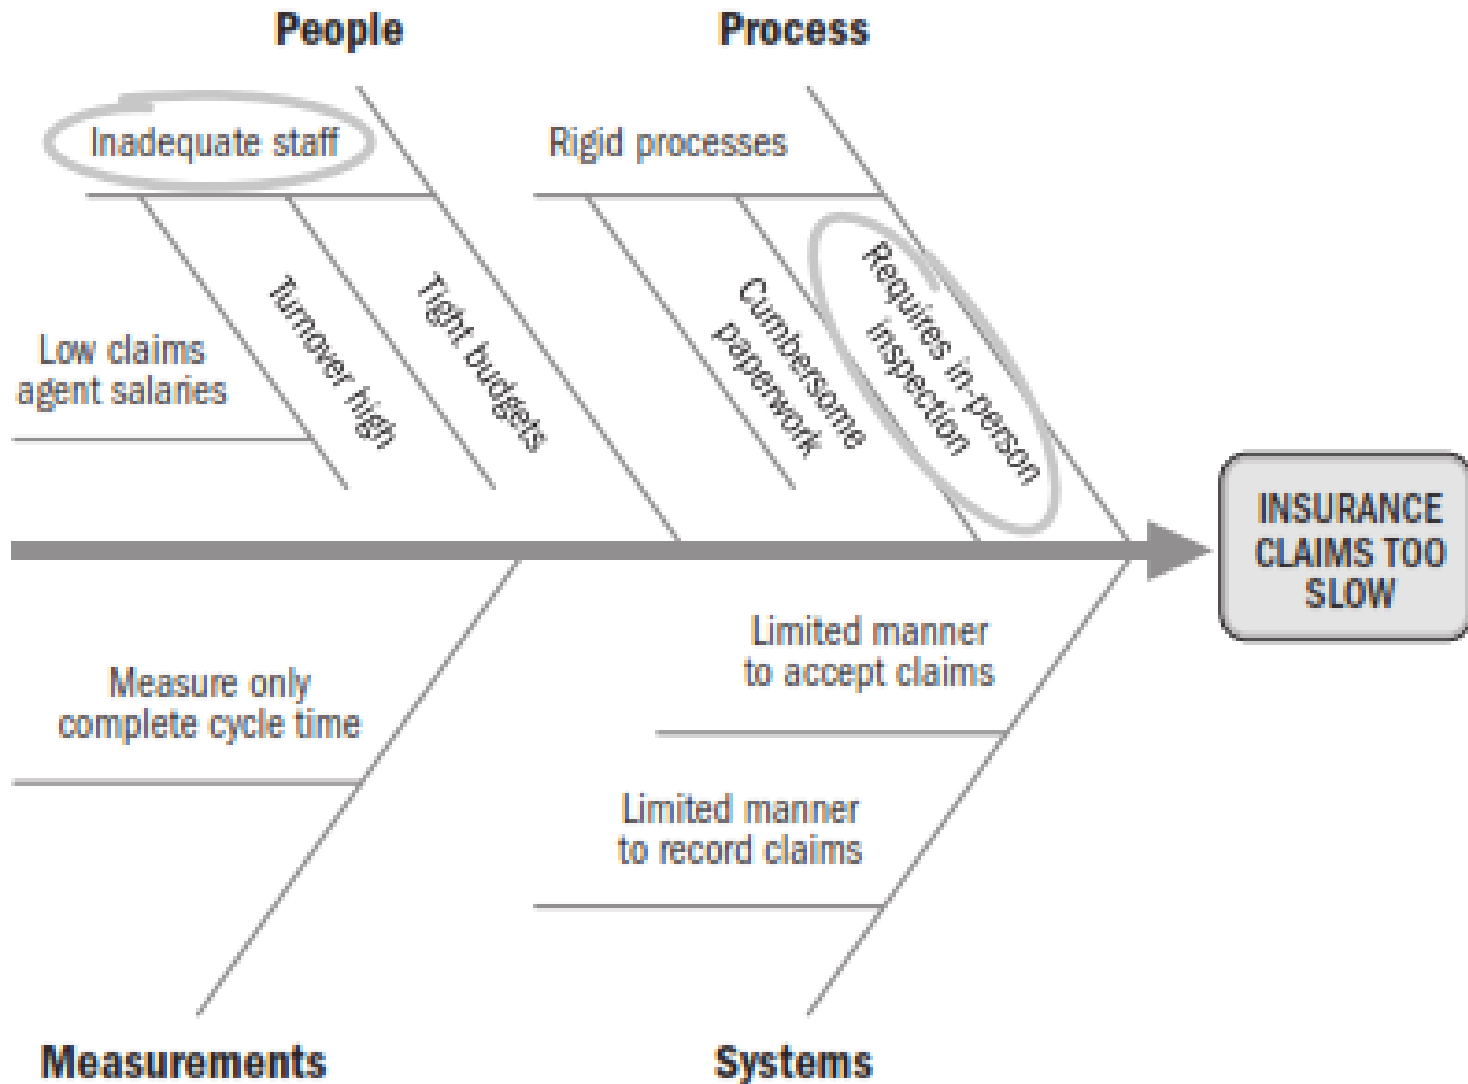 People
Process
Inadequate staff
Rigid processes
Low claims
agent salaries
Turnover high
Tight budgets
Cumbersome
paperwork
Requires in-person
inspection
INSURANCE
CLAIMS TOO
SLOW
Measure only
complete cycle time
Limited manner
to accept claims
Limited manner
to record claims
Measurements
Systems